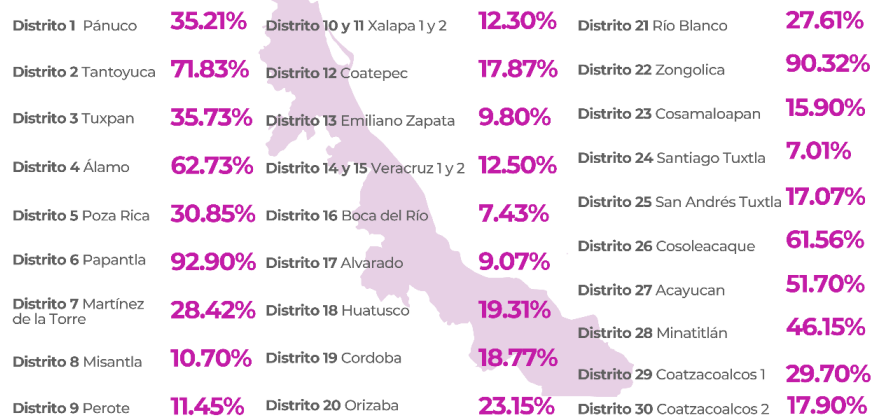 Distrito 1 Pánuco 35.21%
Distrito 2 Tantoyuca 71.83%
Distrito 3 Tuxpan 35.73%
Distrito 4 Álamo 62.73%
Distrito 5 Poza Rica 30.85%
Distrito 6 Papantla 92.90%
Distrito 7 Martínez
de la Torre 28.42%
Distrito 8 Misantla 10.70%
Distrito 9 Perote 11.45%
Distrito 10 y 11 Xalapa 1 y 2 12.30%
Distrito 12 Coatepec 17.87%
Distrito 13 Emiliano Zapata 9.80%
Distrito 14 y 15 Veracruz 1 y 2 12.50%
Distrito 16 Boca del Río 7.43%
Distrito 17 Alvarado 9.07%
Distrito 18 Huatusco 19.31%
Distrito 19 Cordoba 18.77%
Distrito 20 Orizaba 23.15%
Distrito 21 Río Blanco 27.61%
Distrito 22 Zongolica 90.32%
Distrito 23 Cosamaloapan 15.90%
Distrito 24 Santiago Tuxtla 7.01%
Distrito 25 San Andrés Tuxtla 17.07%
Distrito 26 Cosoleacaque 61.56%
Distrito 27 Acayucan 51.70%
Distrito 28 Minatitlán 46.15%
Distrito 29 Coatzacoalcos 1 29.70%
Distrito 30 Coatzacoalcos 2 17.90%